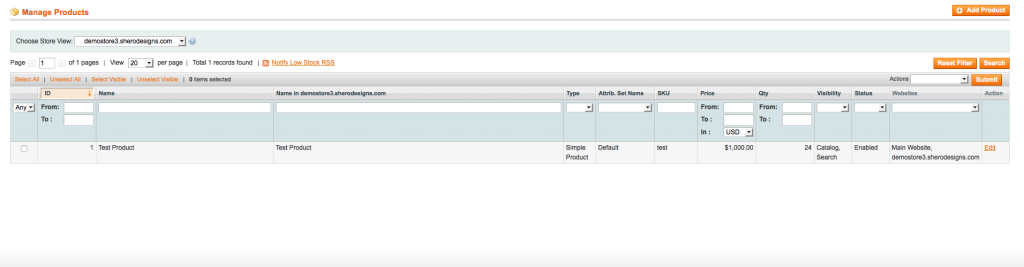 Manage Products
Add Product
Choose Store View: demostore3.sherodesigns.com
Page 1 of 1 pages | View 20 per page | Total 1 records found | Notify Low Stock RSS
Reset Filter Search
Select All | Unselect All | Select Visible | Unselect Visible | 0 items selected
Actions Submit
ID Name Name in demostore3.sherodesigns.com Type Attrib. Set Name SKU Price Qty Visibility Status Websites Action
Any From: From: From:
To : To : To :
In : USD
1 Test Product Test Product Simple Product Default test $1,000.00 24 Catalog, Search Enabled Main Website, demostore3.sherodesigns.com Edit